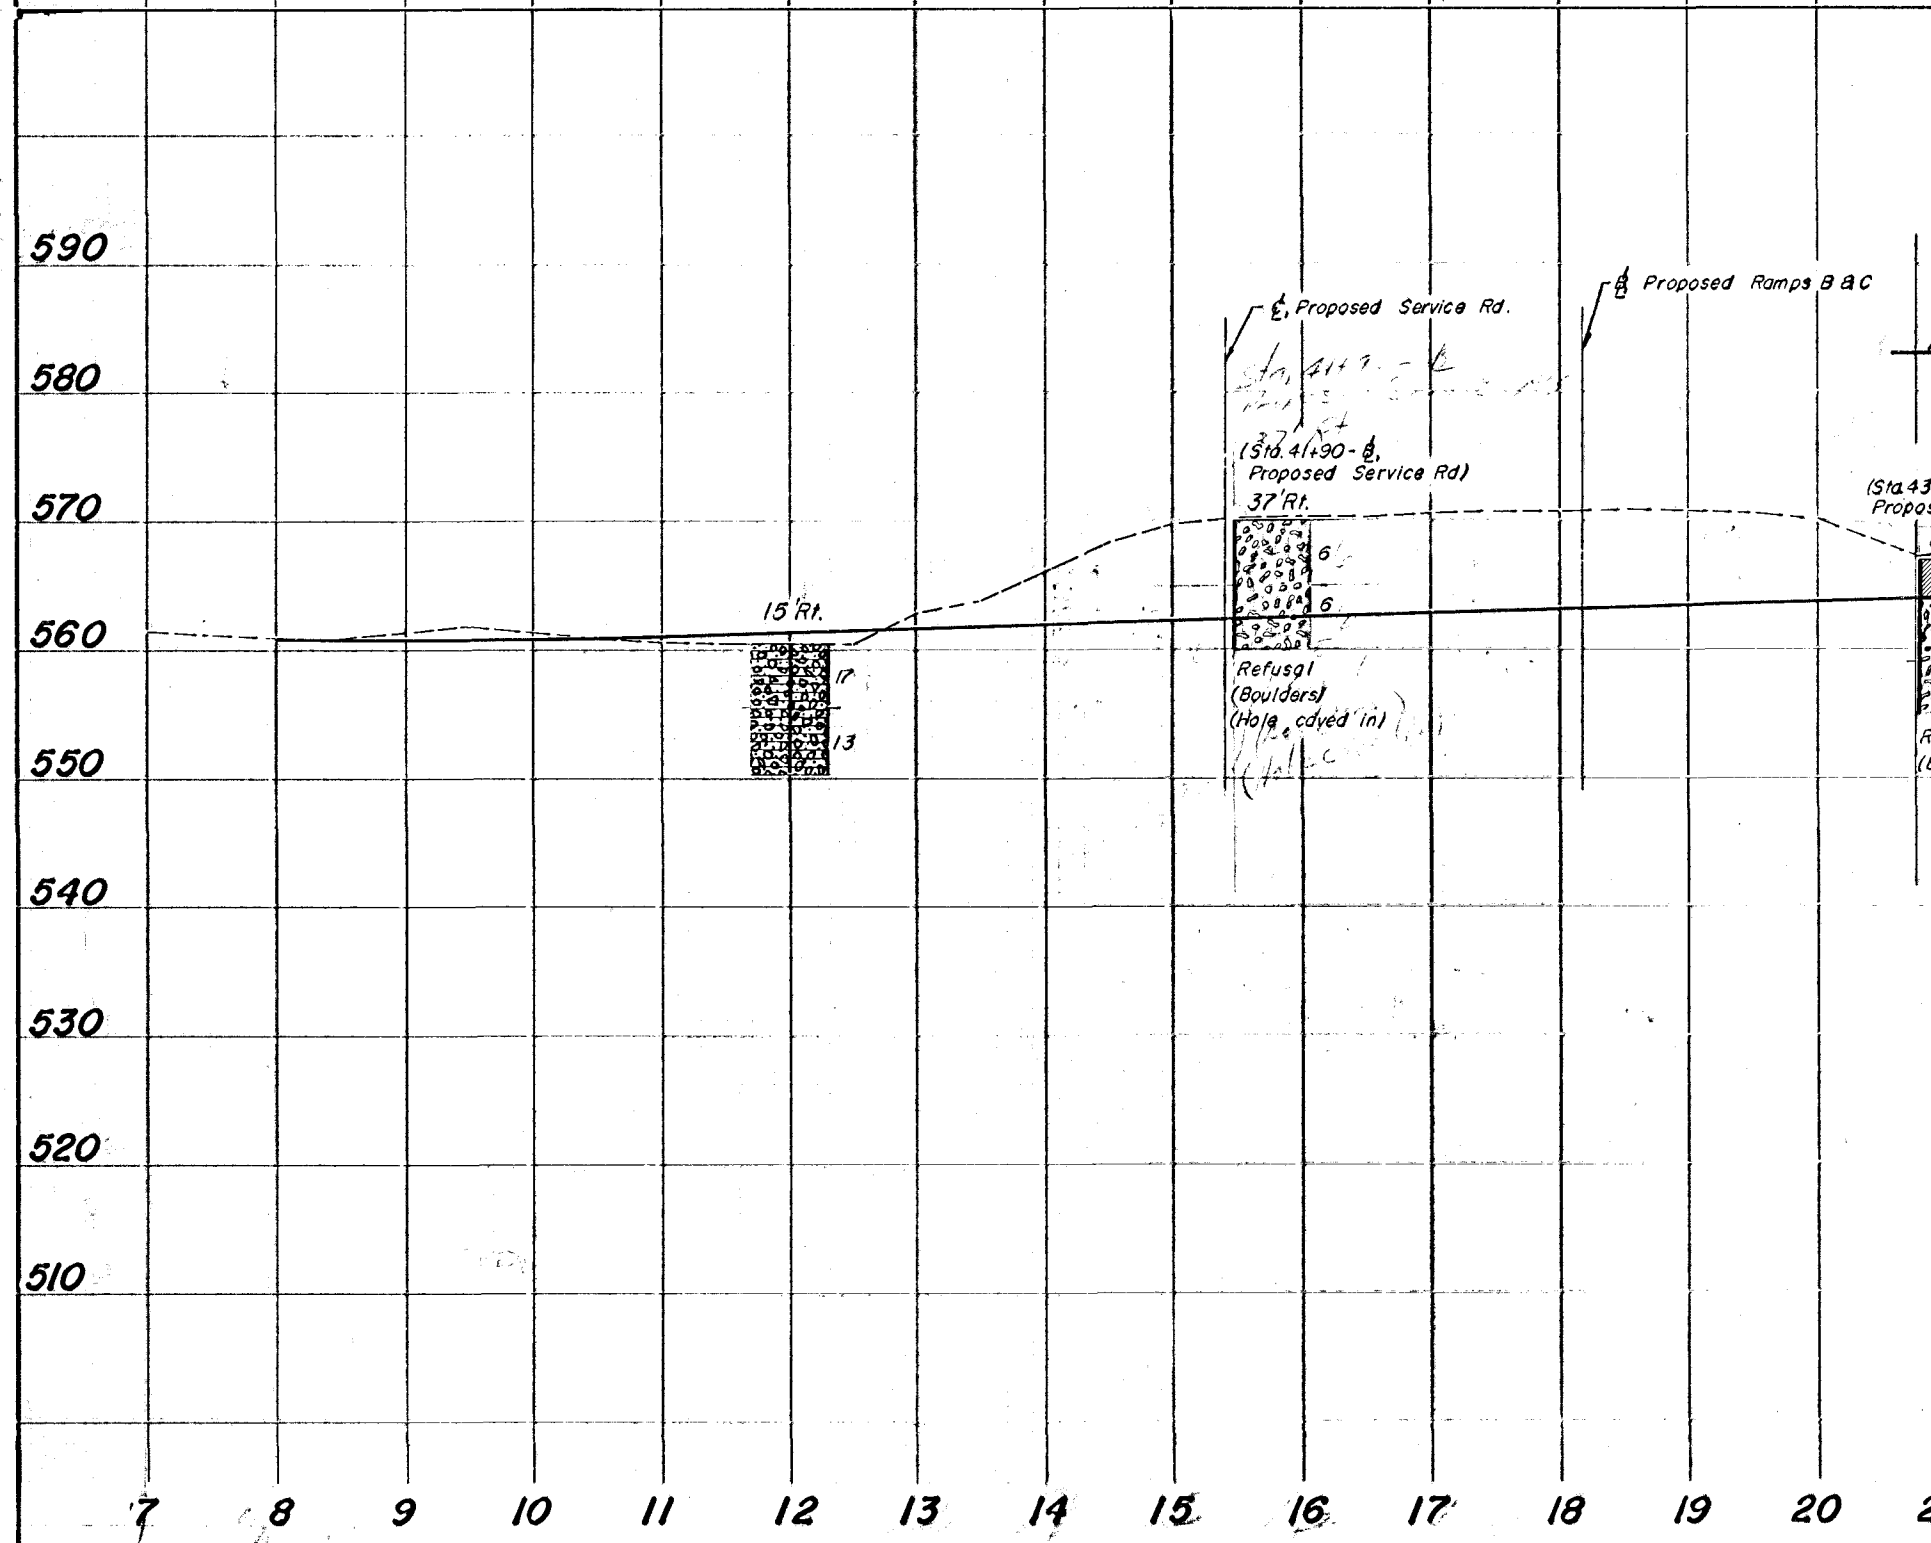 590
580
570
560
550
540
530
520
510
℄ Proposed Service Rd.
Proposed Ramps B & C
(Sta. 41+90-
Proposed Service Rd)
37' Rt.
6
6
Refusal
(Boulders)
(Hole caved in)
15' Rt.
17
13
(Sta 43
7 8 9 10 11 12 13 14 15 16 17 18 19 20